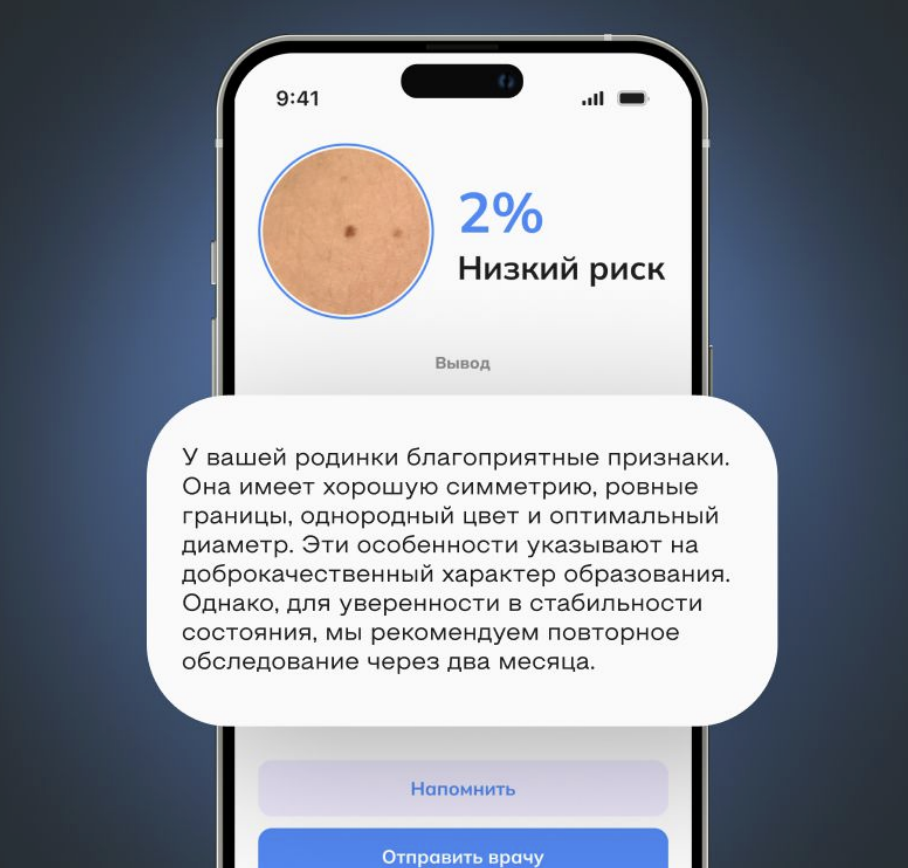 9:41
2%
Низкий риск
Вывод
У вашей родинки благоприятные признаки.
Она имеет хорошую симметрию, ровные
границы, однородный цвет и оптимальный
диаметр. Эти особенности указывают на
доброкачественный характер образования.
Однако, для уверенности в стабильности
состояния, мы рекомендуем повторное
обследование через два месяца.
Напомнить
Отправить врачу